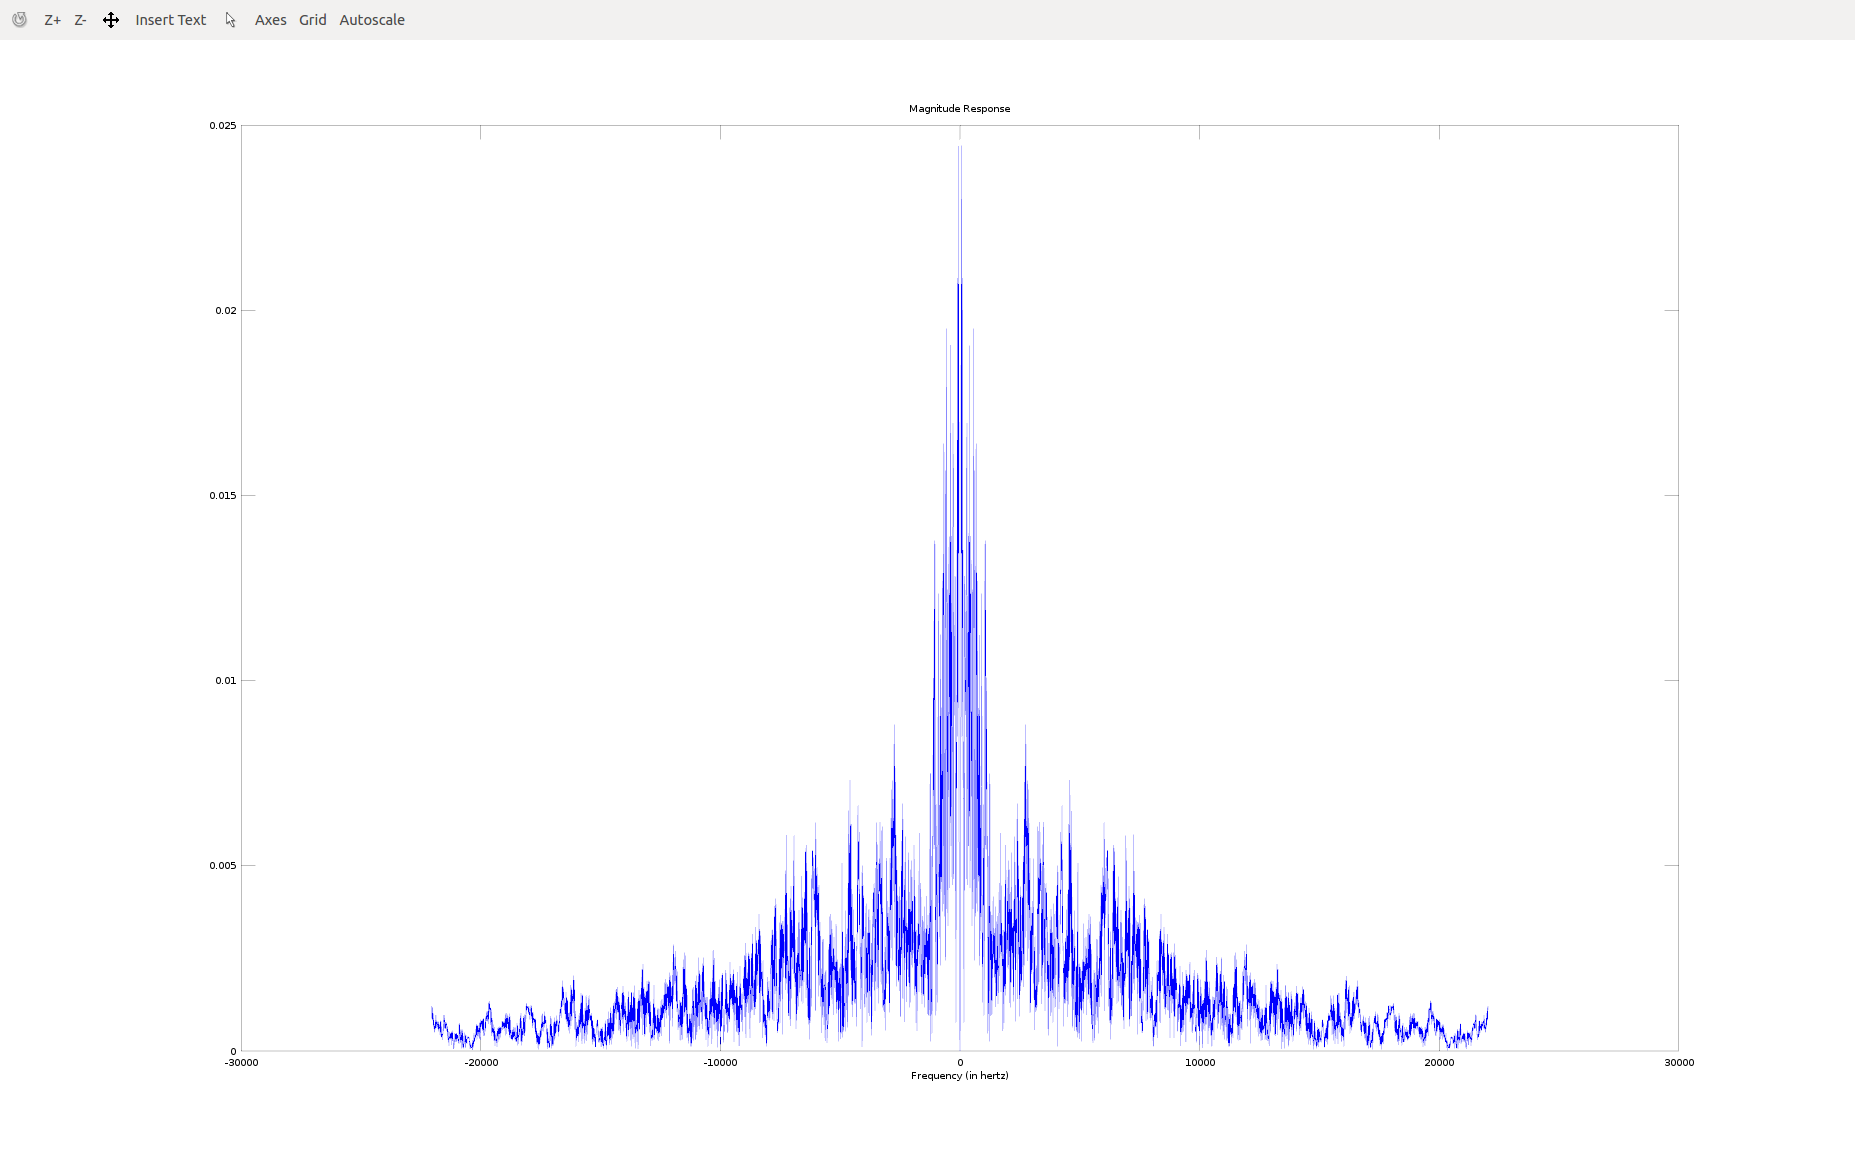 Z+ Z- Insert Text Axes Grid Autoscale
Magnitude Response
0.025
0.02
0.015
0.01
0.005
0
-30000 -20000 -10000 0 10000 20000 30000
Frequency (in hertz)